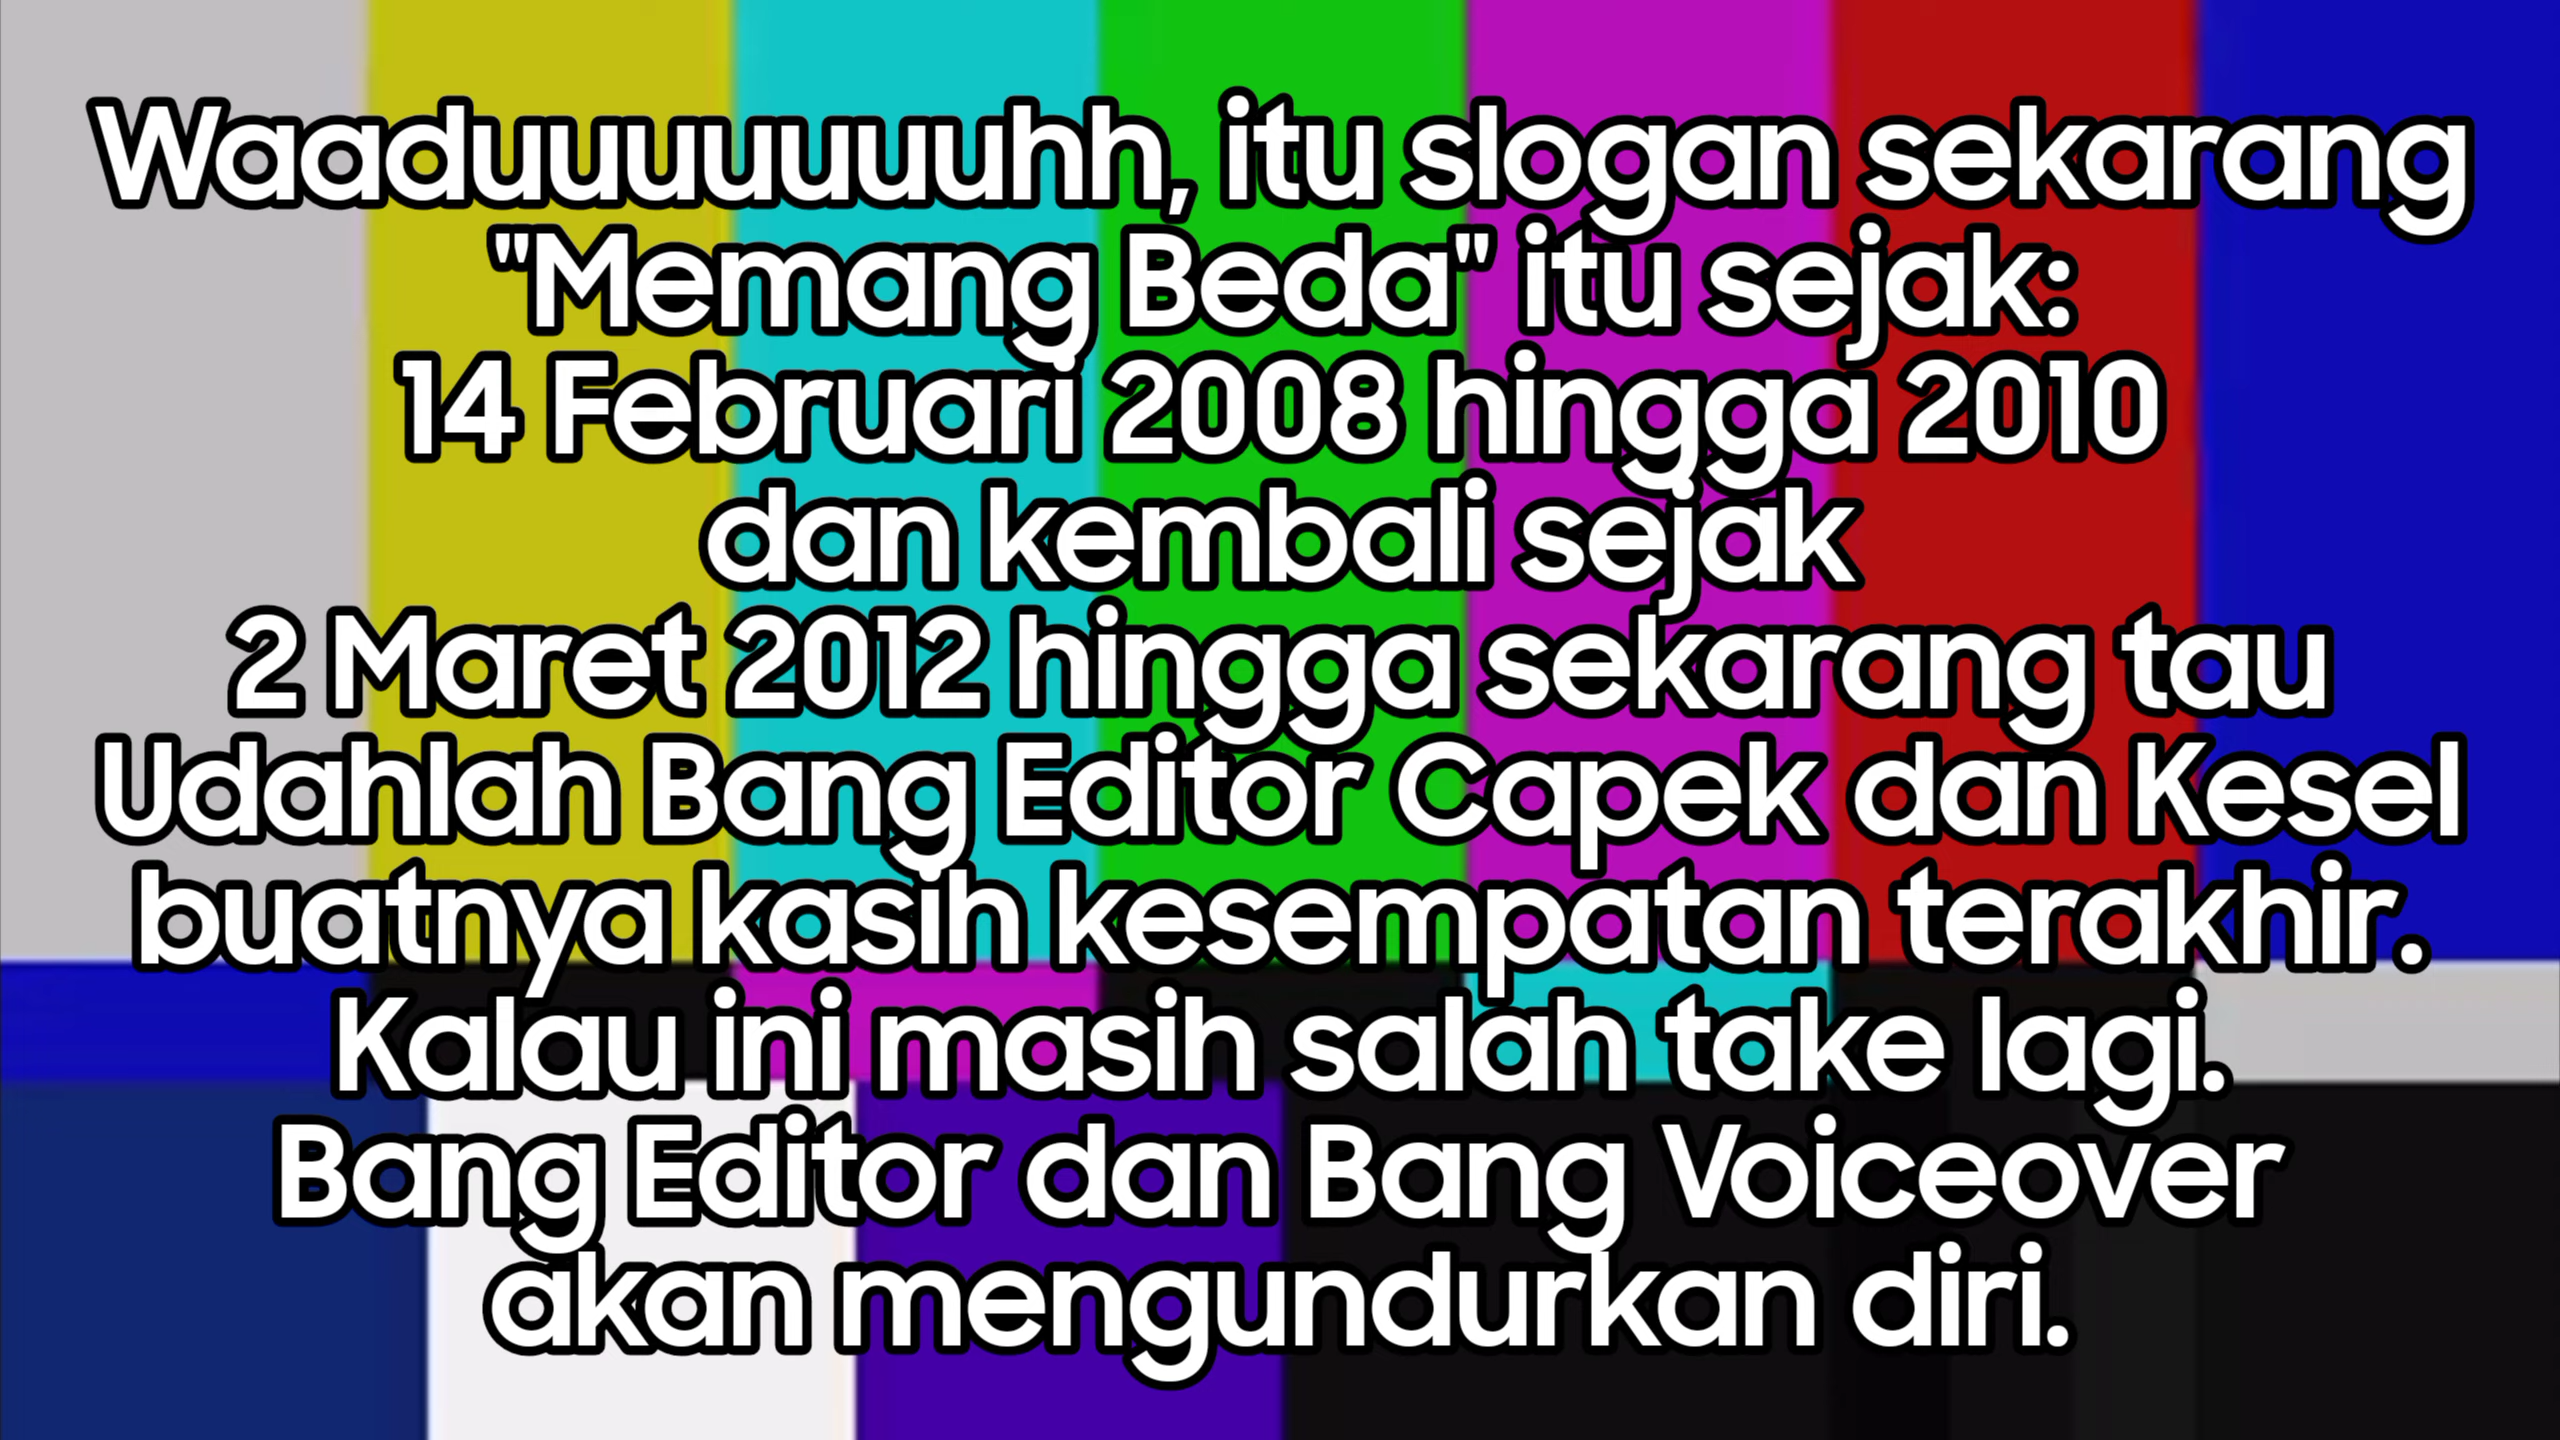 Waaduuuuuuuhh, itu slogan sekarang
"Memang Beda" itu sejak:
14 Februari 2008 hingga 2010
dan kembali sejak
2 Maret 2012 hingga sekarang tau
Udahlah Bang Editor Capek dan Kesel
buatnya kasih kesempatan terakhir.
Kalau ini masih salah take lagi.
Bang Editor dan Bang Voiceover
akan mengundurkan diri.